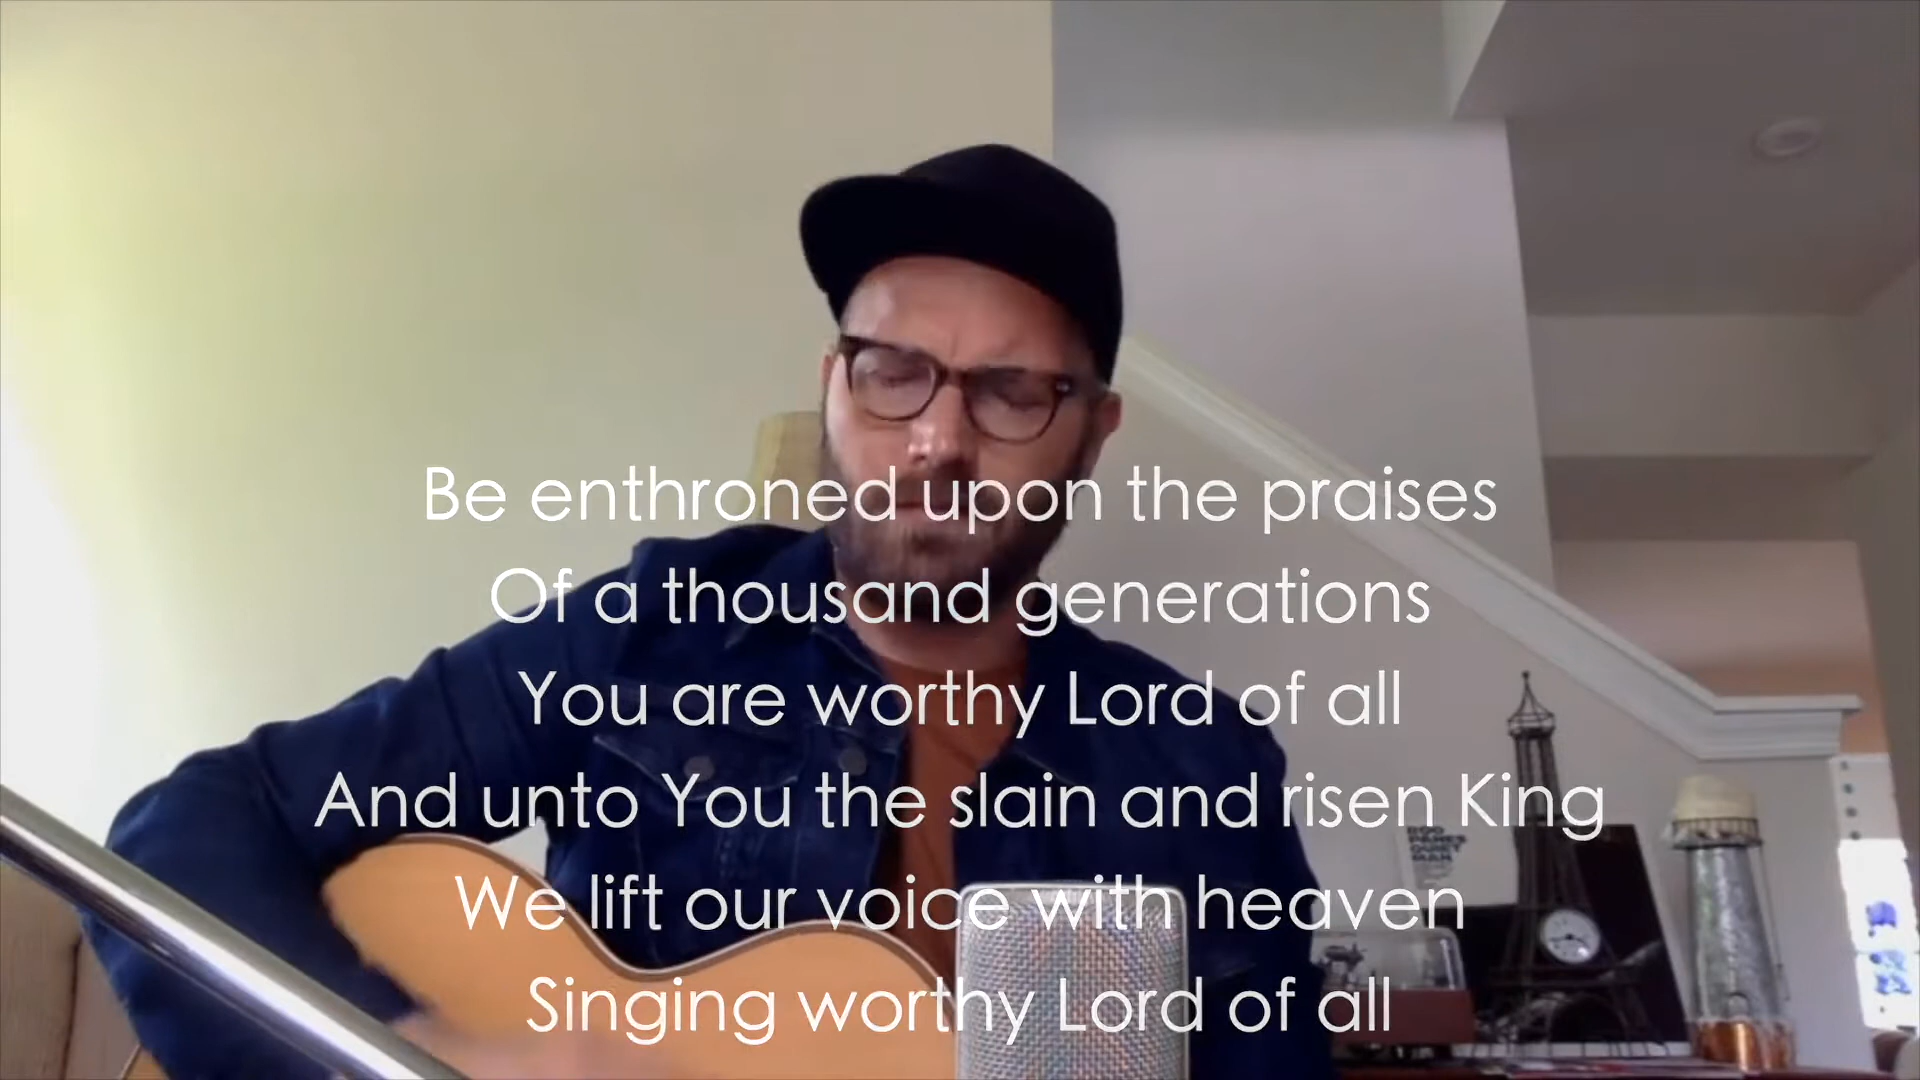 Be enthroned upon the praises
Of a thousand generations
You are worthy Lord of all
And unto You the slain and risen King
We lift our voice with heaven
Singing worthy Lord of all